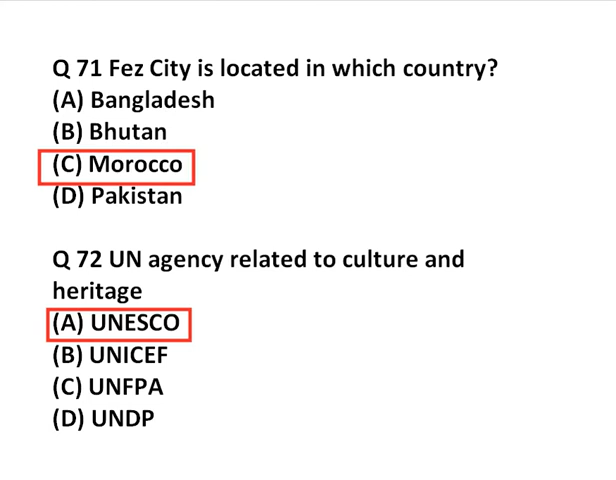 Q 71 Fez City is located in which country?
(A) Bangladesh
(B) Bhutan
(C) Morocco
(D) Pakistan
Q 72 UN agency related to culture and
heritage
(A) UNESCO
(B) UNICEF
(C) UNFPA
(D) UNDP